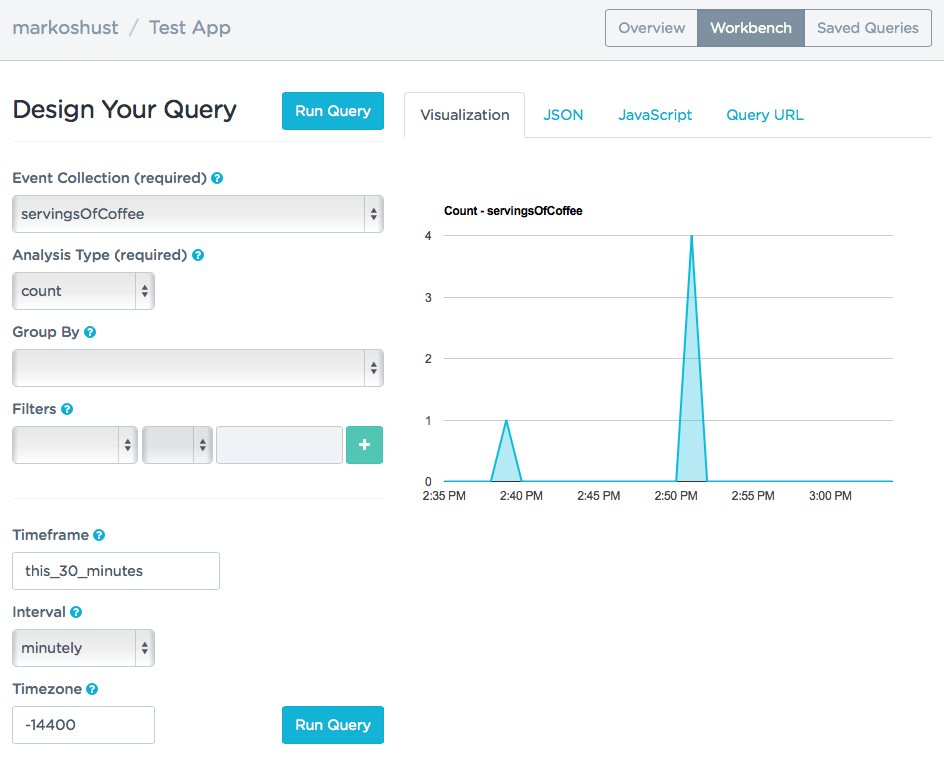 markoshust / Test App
Overview Workbench Saved Queries
Design Your Query
Run Query
Event Collection (required) ?
servingsOfCoffee
Analysis Type (required) ?
count
Group By ?
Filters ?
+
Timeframe ?
this_30_minutes
Interval ?
minutely
Timezone ?
-14400
Run Query
Visualization JSON JavaScript Query URL
Count - servingsOfCoffee
4
3
2
1
0
2:35 PM 2:40 PM 2:45 PM 2:50 PM 2:55 PM 3:00 PM